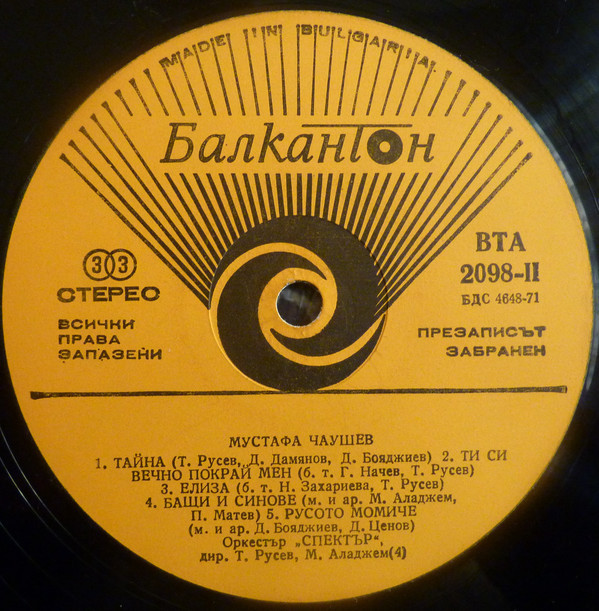 MADE IN BULGARIA
Балкантон
33
СТЕРЕО
ВСИЧКИ
ПРАВА
ЗАПАЗЕНИ
ВТА
2098-II
БДС 4648-71
ПРЕЗАПИСЪТ
ЗАБРАНЕН
МУСТАФА ЧАУШЕВ
1. ТАЙНА (Т. Русев, Д. Дамянов, Д. Бояджиев) 2. ТИ СИ
ВЕЧНО ПОКРАЙ МЕН (б. т. Г. Начев, Т. Русев)
3. ЕЛИЗА (б. т. Н. Захариева, Т. Русев)
4. БАЩИ И СИНОВЕ (м. и ар. М. Аладжем,
П. Матев) 5. РУСОТО МОМИЧЕ
(м. и ар. Д. Бояджиев, Д. Ценов)
Оркестър „СПЕКТЪР“,
дир. Т. Русев, М. Аладжем(4)